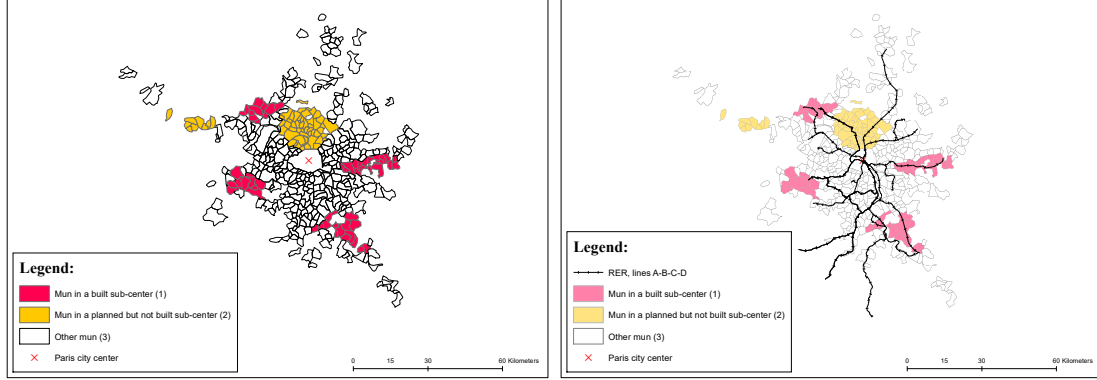 Legend:
Mun in a built sub-center (1)
Mun in a planned but not built sub-center (2)
Other mun (3)
Paris city center
0 15 30 60 Kilometers
Legend:
RER, lines A-B-C-D
Mun in a built sub-center (1)
Mun in a planned but not built sub-center (2)
Other mun (3)
Paris city center
0 15 30 60 Kilometers